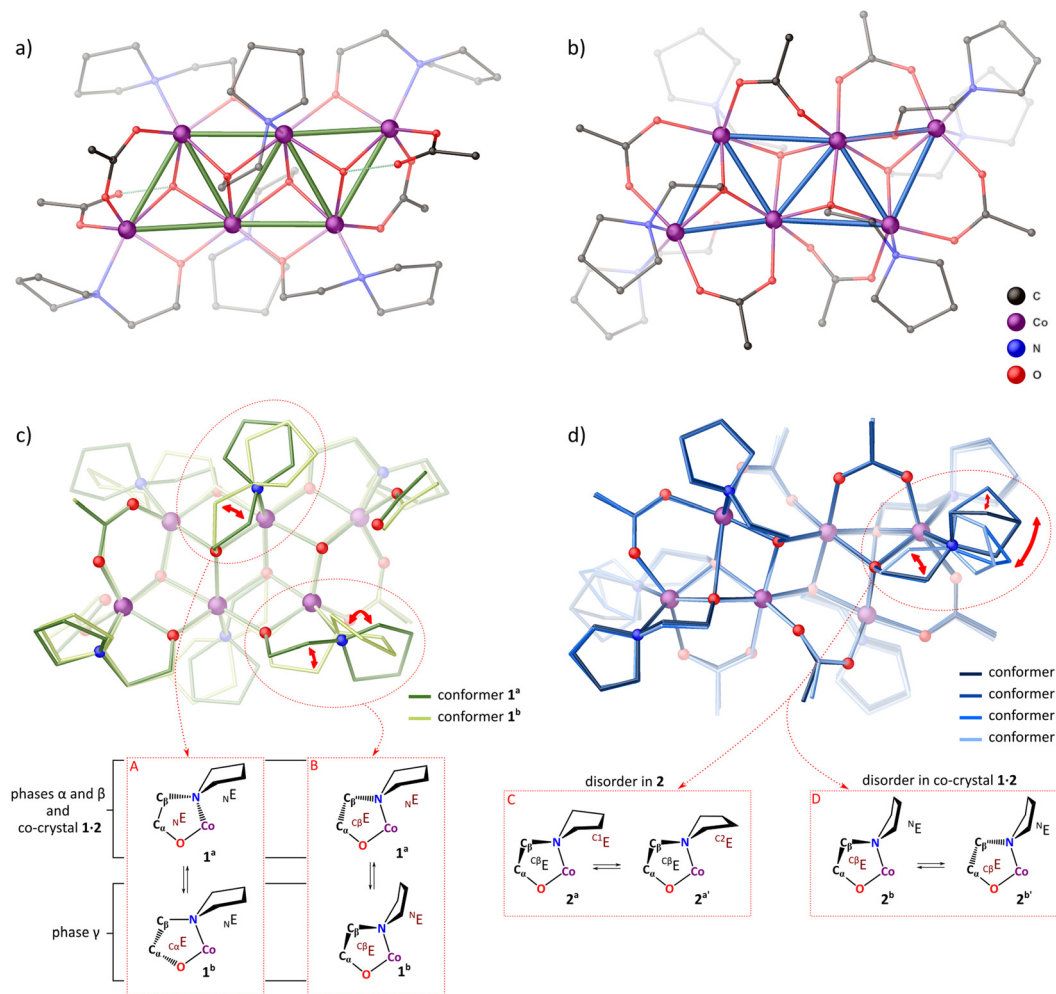 a)
b)
C
Co
N
O
c)
d)
conformer 1ᵃ
conformer 1ᵇ
conformer
conformer
conformer
conformer
phases α and β
and
co-crystal 1·2
phase γ
A
Cβ N NE
NE
Cα O Co
1ᵃ
Cβ N NE
CαE
Cα O Co
1ᵇ
B
Cβ N NE
CβE
Cα O Co
1ᵃ
Cβ N NE
CβE
Cα O Co
1ᵇ
disorder in 2
C
Cβ N C1E
CβE
Cα O Co
2ᵃ
Cβ N C2E
CβE
Cα O Co
2ᵃ'
disorder in co-crystal 1·2
D
Cβ N NE
CβE
Cα O Co
2ᵇ
Cβ N NE
CβE
Cα O Co
2ᵇ'